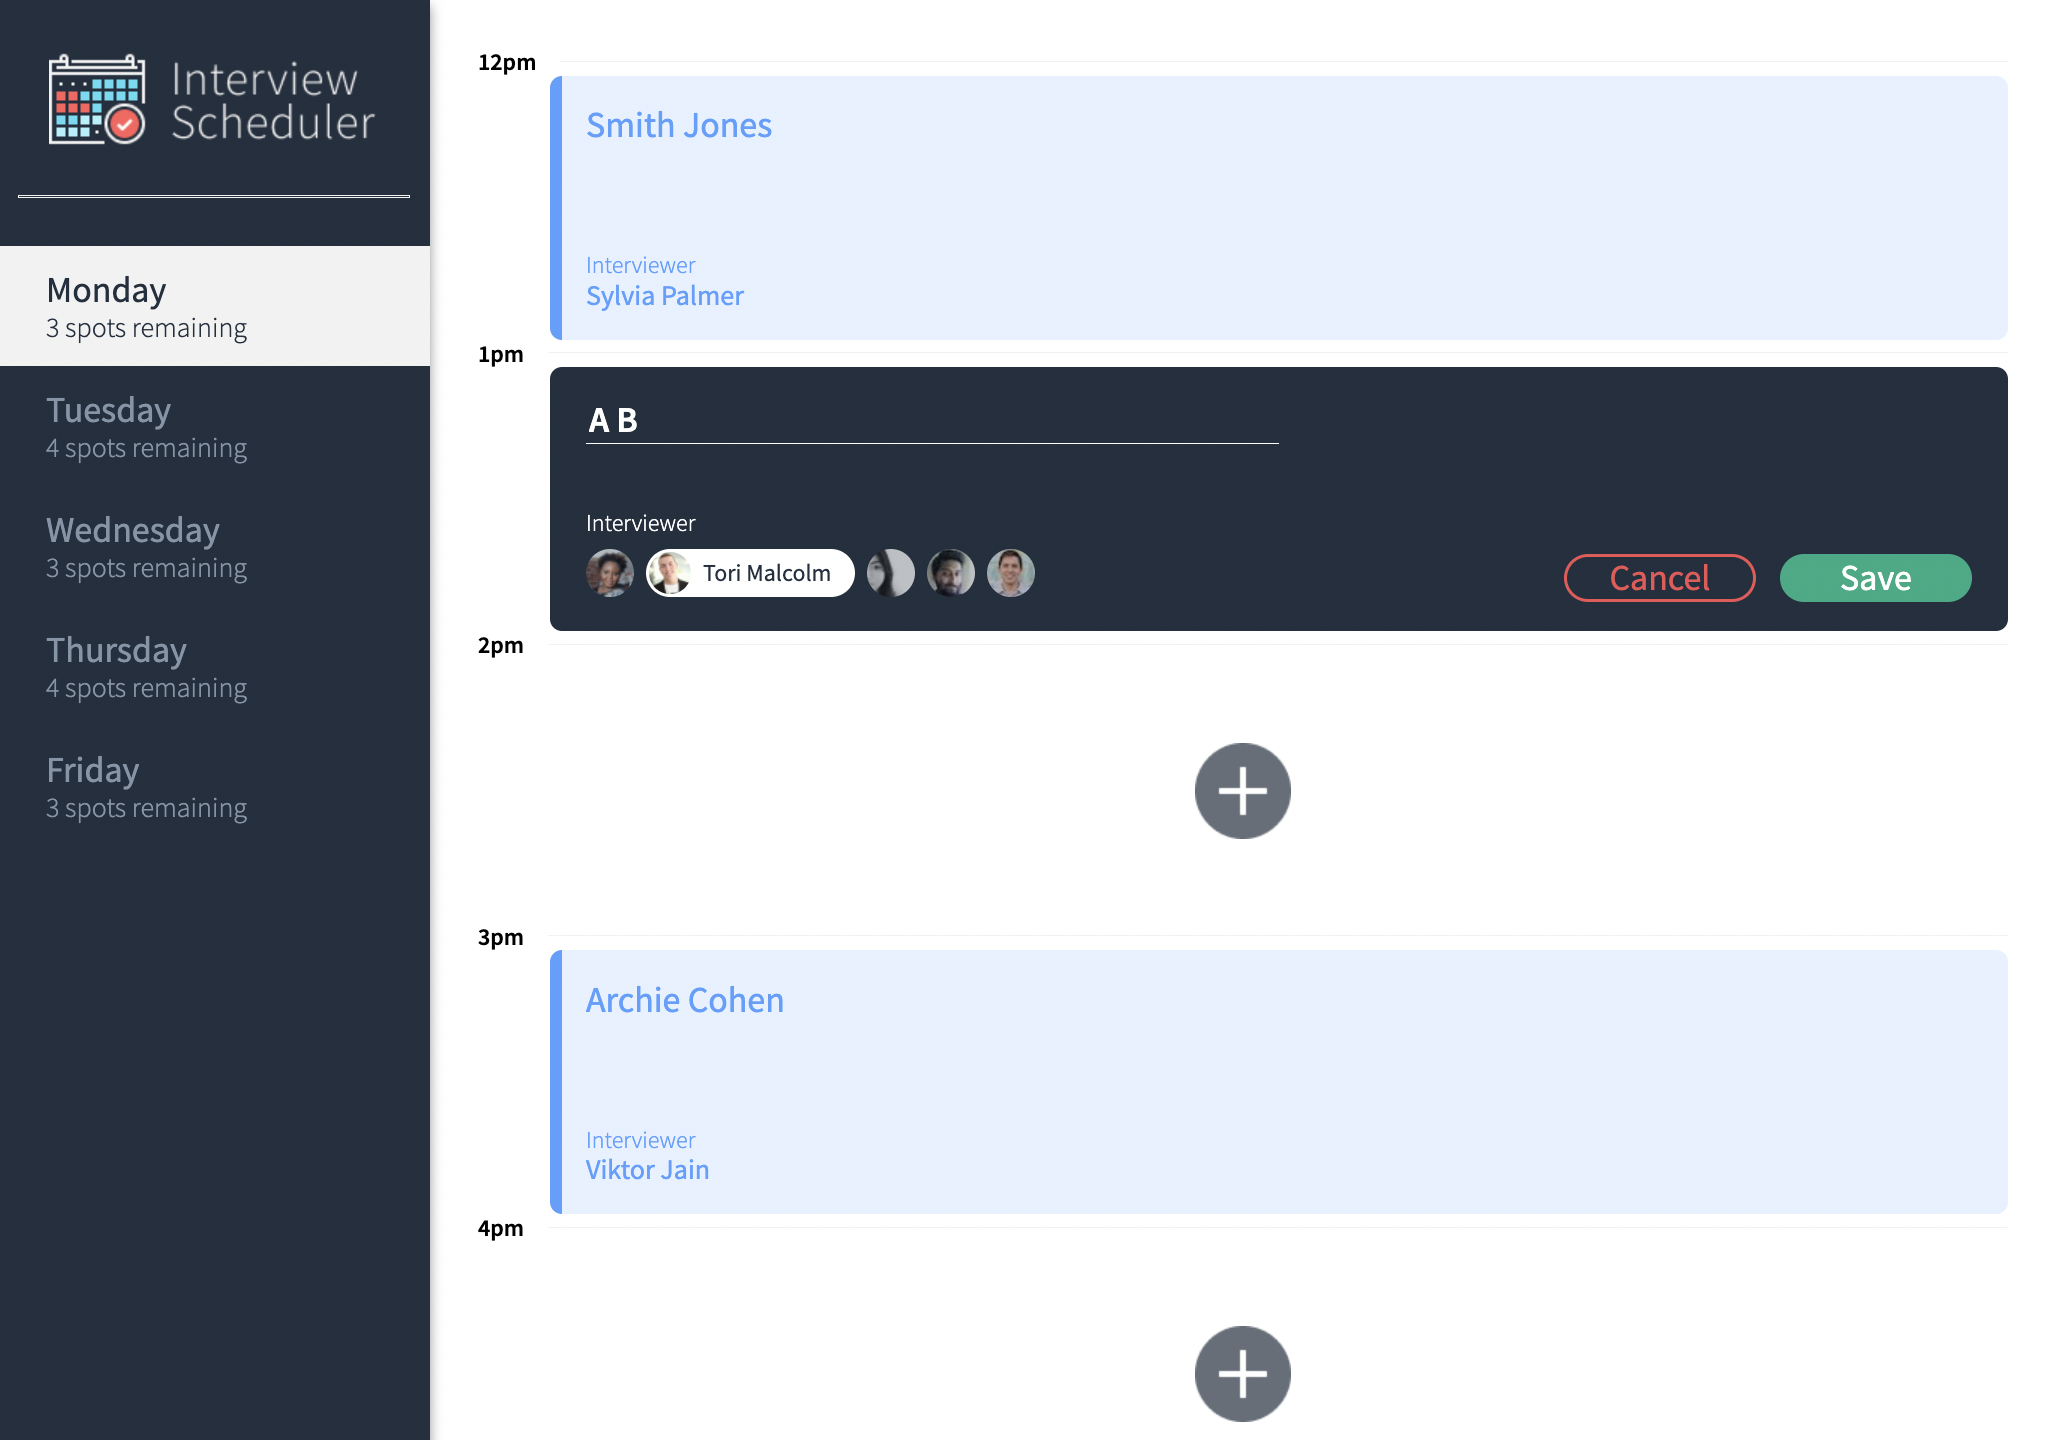 Interview
Scheduler
Monday
3 spots remaining
Tuesday
4 spots remaining
Wednesday
3 spots remaining
Thursday
4 spots remaining
Friday
3 spots remaining
12pm
Smith Jones
Interviewer
Sylvia Palmer
1pm
A B
Interviewer
Tori Malcolm
Cancel
Save
2pm
3pm
Archie Cohen
Interviewer
Viktor Jain
4pm